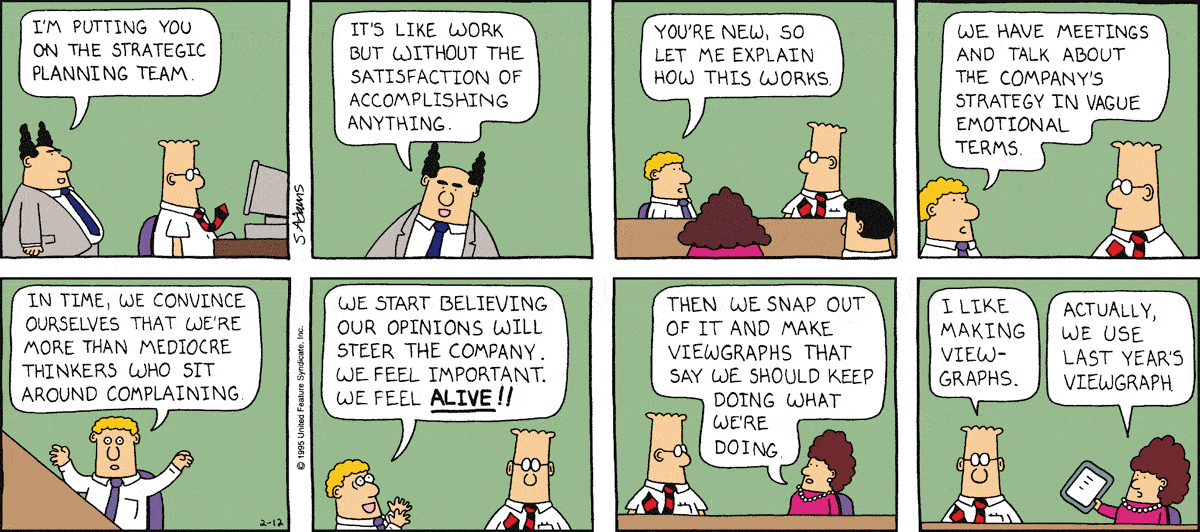 I'M PUTTING YOU
ON THE STRATEGIC
PLANNING TEAM.
S.Adams
IT'S LIKE WORK
BUT WITHOUT THE
SATISFACTION OF
ACCOMPLISHING
ANYTHING.
YOU'RE NEW, SO
LET ME EXPLAIN
HOW THIS WORKS.
WE HAVE MEETINGS
AND TALK ABOUT
THE COMPANY'S
STRATEGY IN VAGUE
EMOTIONAL
TERMS.
IN TIME, WE CONVINCE
OURSELVES THAT WE'RE
MORE THAN MEDIOCRE
THINKERS WHO SIT
AROUND COMPLAINING.
2-12
© 1995 United Feature Syndicate, Inc.
WE START BELIEVING
OUR OPINIONS WILL
STEER THE COMPANY.
WE FEEL IMPORTANT.
WE FEEL ALIVE!!
THEN WE SNAP OUT
OF IT AND MAKE
VIEWGRAPHS THAT
SAY WE SHOULD KEEP
DOING WHAT
WE'RE
DOING.
I LIKE
MAKING
VIEW-
GRAPHS.
ACTUALLY,
WE USE
LAST YEAR'S
VIEWGRAPH.